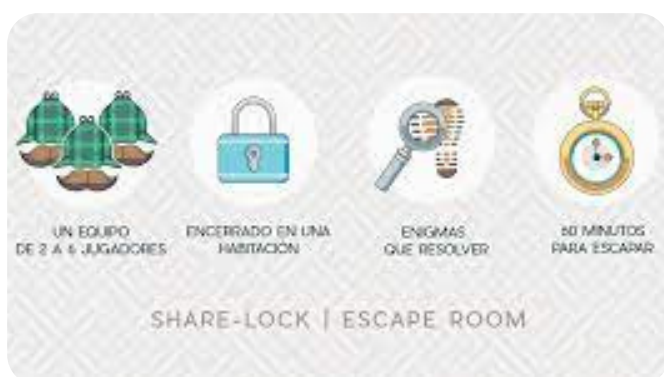 UN EQUIPO
DE 2 A 6 JUGADORES
ENCERRADO EN UNA
HABITACIÓN
ENIGMAS
QUE RESOLVER
60 MINUTOS
PARA ESCAPAR
SHARE-LOCK | ESCAPE ROOM